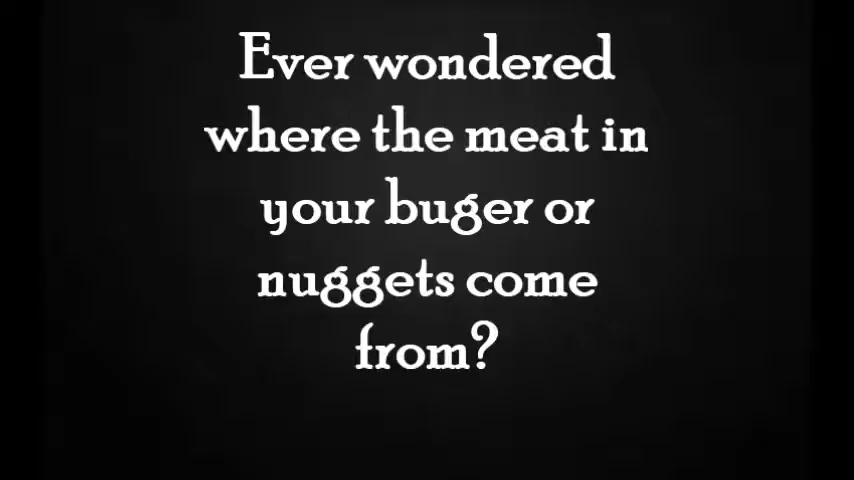 Ever wondered
where the meat in
your buger or
nuggets come
from?